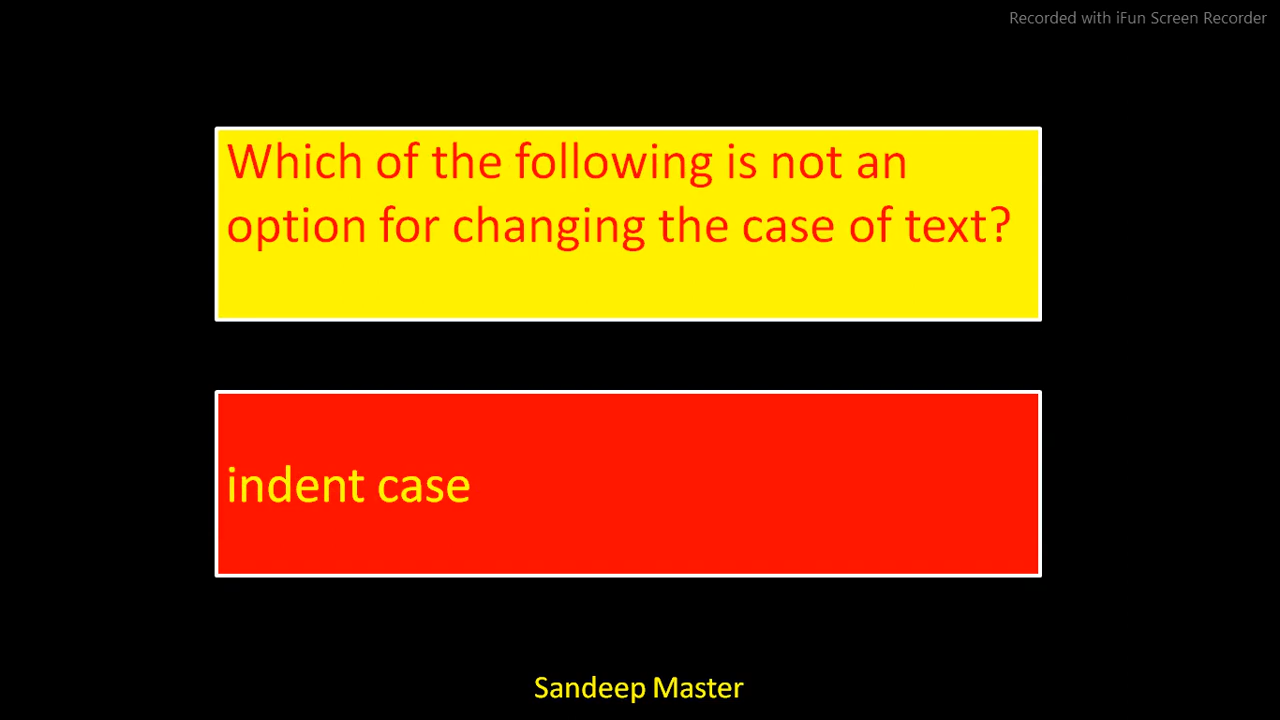 Recorded with iFun Screen Recorder
Which of the following is not an
option for changing the case of text?
indent case
Sandeep Master